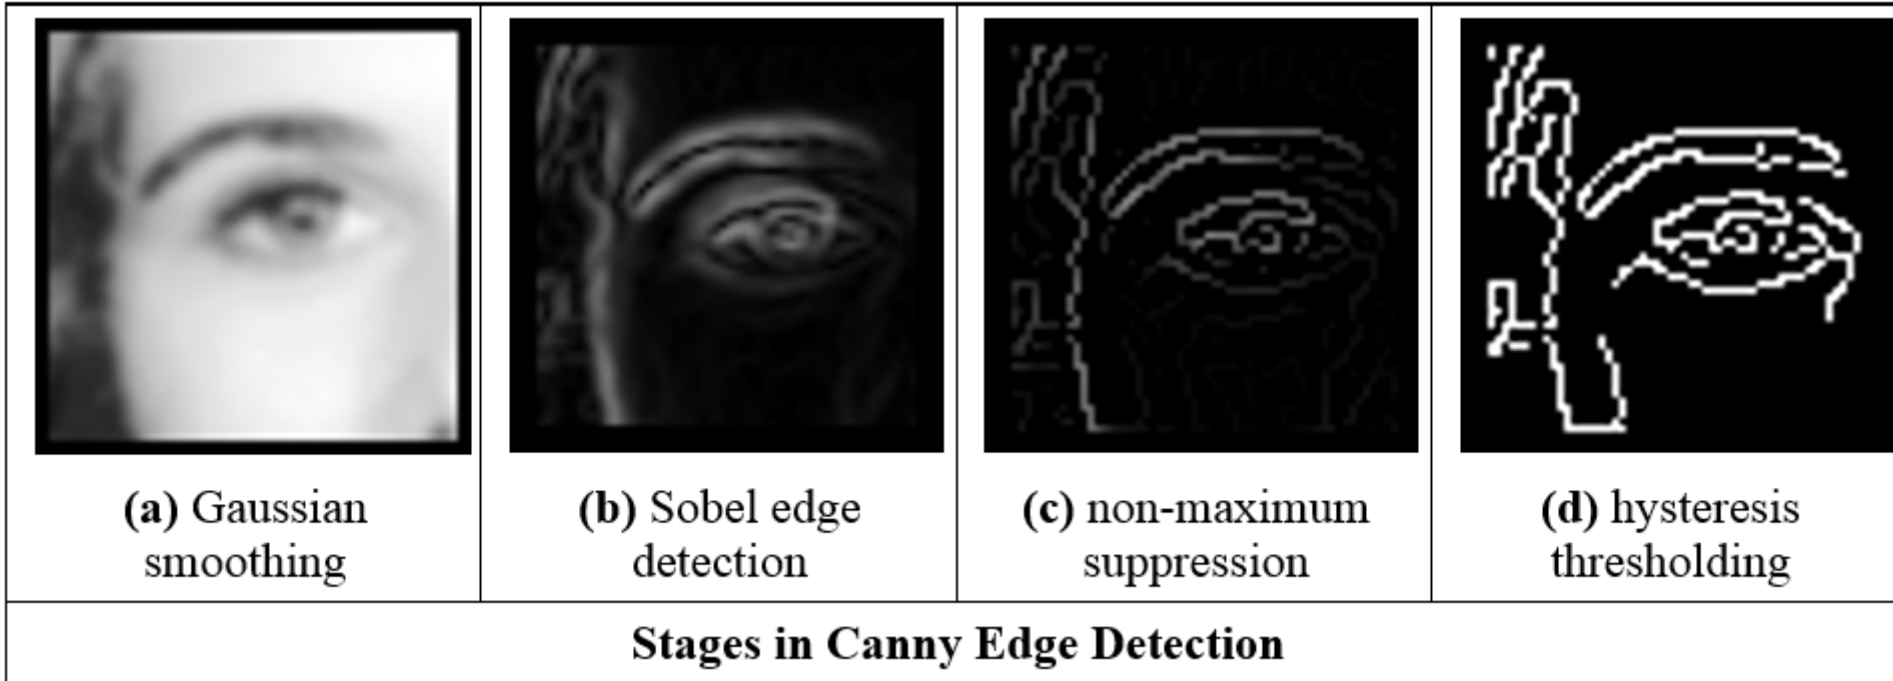 (a) Gaussian
smoothing
(b) Sobel edge
detection
(c) non-maximum
suppression
(d) hysteresis
thresholding
Stages in Canny Edge Detection